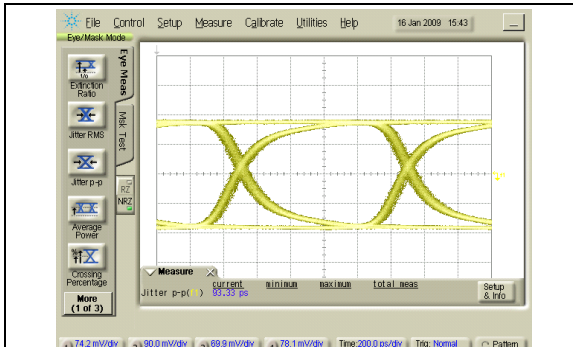 File Control Setup Measure Calibrate Utilities Help 16 Jan 2009 15:43
Eye/Mask Mode
Extinction
Ratio
Jitter RMS
Jitter p-p
Average
Power
Crossing
Percentage
More
(1 of 3)
Eye Meas
Msk Test
RZ
NRZ
Measure
current minimum maximum total meas
Jitter p-p( ) 93.33 ps
Setup
& Info
74.2 mV/div 90.0 mV/div 69.9 mV/div 78.1 mV/div Time:200.0 ps/div Trig: Normal Pattern